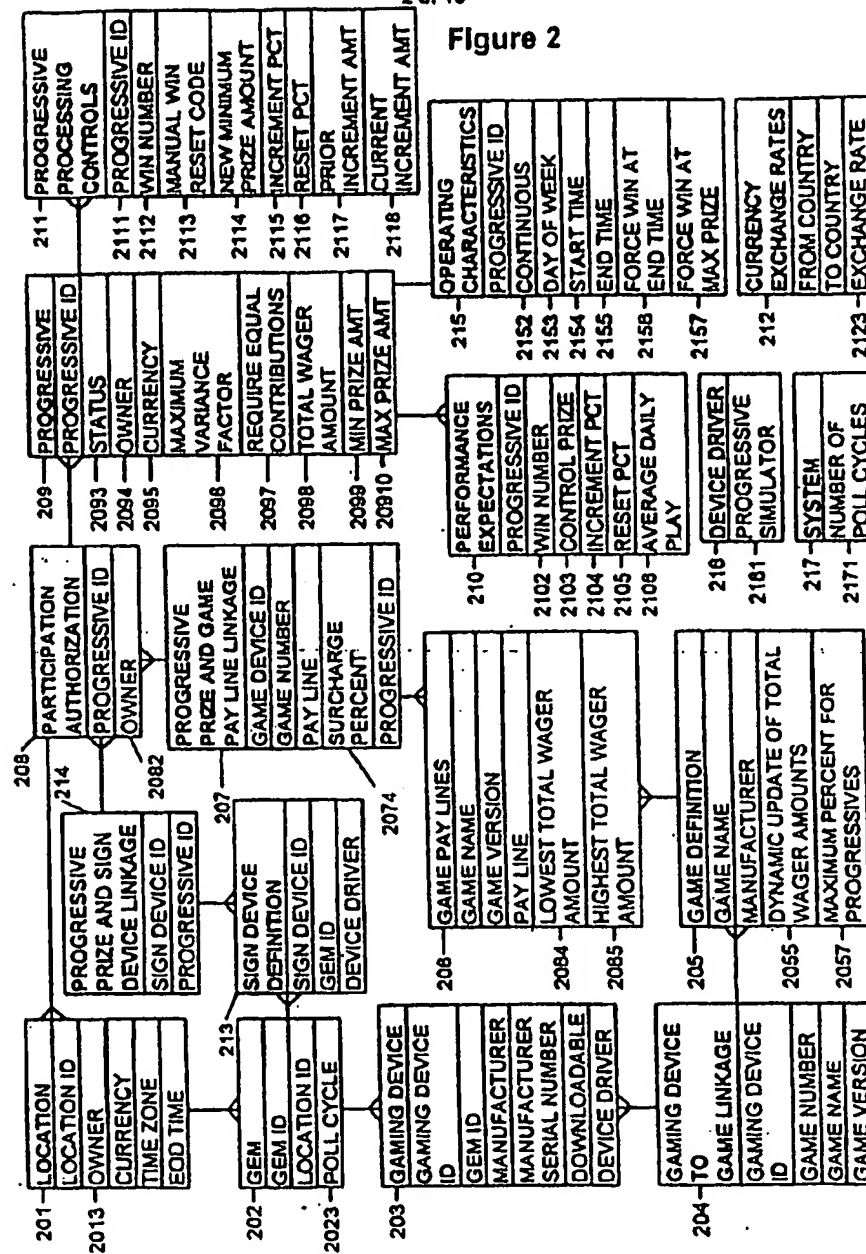 Figure 2
201
LOCATION
LOCATION ID
OWNER
2013
CURRENCY
TIME ZONE
EOD TIME
202
GEM
GEM ID
LOCATION ID
POLL CYCLE
2023
203
GAMING DEVICE
GAMING DEVICE
ID
GEM ID
MANUFACTURER
MANUFACTURER
SERIAL NUMBER
DOWNLOADABLE
DEVICE DRIVER
204
GAMING DEVICE
TO
GAME LINKAGE
GAMING DEVICE
ID
GAME NUMBER
GAME NAME
GAME VERSION
208
PARTICIPATION
AUTHORIZATION
PROGRESSIVE ID
OWNER
2082
214
PROGRESSIVE
PRIZE AND SIGN
DEVICE LINKAGE
SIGN DEVICE ID
PROGRESSIVE ID
213
SIGN DEVICE
DEFINITION
SIGN DEVICE ID
GEM ID
DEVICE DRIVER
207
PROGRESSIVE
PRIZE AND GAME
PAY LINE LINKAGE
GAME DEVICE ID
GAME NUMBER
PAY LINE
SURCHARGE
PERCENT
2074
PROGRESSIVE ID
206
GAME PAY LINES
GAME NAME
GAME VERSION
PAY LINE
LOWEST TOTAL WAGER
AMOUNT
2084
HIGHEST TOTAL WAGER
AMOUNT
2085
205
GAME DEFINITION
GAME NAME
MANUFACTURER
DYNAMIC UPDATE OF TOTAL
WAGER AMOUNTS
2055
MAXIMUM PERCENT FOR
PROGRESSIVES
2057
209
PROGRESSIVE
PROGRESSIVE ID
2093
STATUS
2094
OWNER
2095
CURRENCY
MAXIMUM
VARIANCE
FACTOR
2096
REQUIRE EQUAL
CONTRIBUTIONS
2097
TOTAL WAGER
AMOUNT
2098
2099
MIN PRIZE AMT
20910
MAX PRIZE AMT
211
PROGRESSIVE
PROCESSING
CONTROLS
2111
PROGRESSIVE ID
2112
WIN NUMBER
MANUAL WIN
RESET CODE
2113
NEW MINIMUM
PRIZE AMOUNT
2114
2115
INCREMENT PCT
2116
RESET PCT
PRIOR
INCREMENT AMT
2117
CURRENT
INCREMENT AMT
2118
210
PERFORMANCE
EXPECTATIONS
PROGRESSIVE ID
2102
WIN NUMBER
2103
CONTROL PRIZE
2104
INCREMENT PCT
2105
RESET PCT
2108
AVERAGE DAILY
PLAY
215
OPERATING
CHARACTERISTICS
PROGRESSIVE ID
2152
CONTINUOUS
2153
DAY OF WEEK
2154
START TIME
2155
END TIME
FORCE WIN AT
END TIME
2158
FORCE WIN AT
MAX PRIZE
2157
216
DEVICE DRIVER
PROGRESSIVE
SIMULATOR
2181
217
SYSTEM
NUMBER OF
POLL CYCLES
2171
212
CURRENCY
EXCHANGE RATES
FROM COUNTRY
TO COUNTRY
2123
EXCHANGE RATE